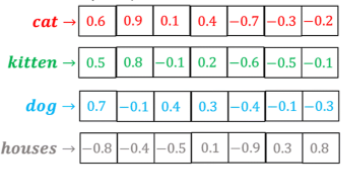 cat → 0.6 0.9 0.1 0.4 −0.7 −0.3 −0.2
kitten → 0.5 0.8 −0.1 0.2 −0.6 −0.5 −0.1
dog → 0.7 −0.1 0.4 0.3 −0.4 −0.1 −0.3
houses → −0.8 −0.4 −0.5 0.1 −0.9 0.3 0.8